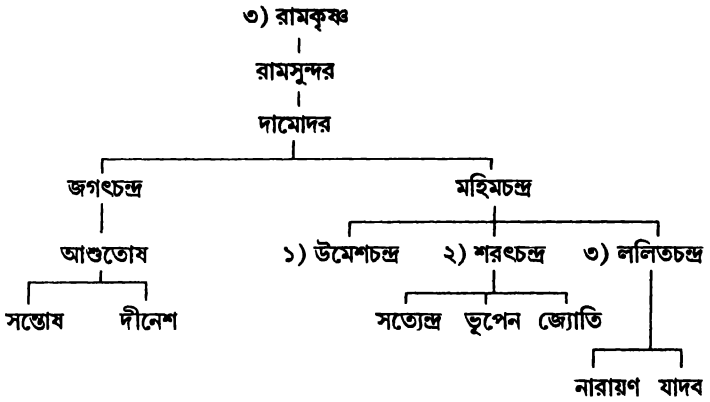 ৩) রামকৃষ্ণ
রামসুন্দর
দামোদর
জগৎচন্দ্র মহিমচন্দ্র
আশুতোষ ১) উমেশচন্দ্র ২) শরৎচন্দ্র ৩) ললিতচন্দ্র
সন্তোষ দীনেশ সত্যেন্দ্র ভূপেন জ্যোতি
নারায়ণ যাদব